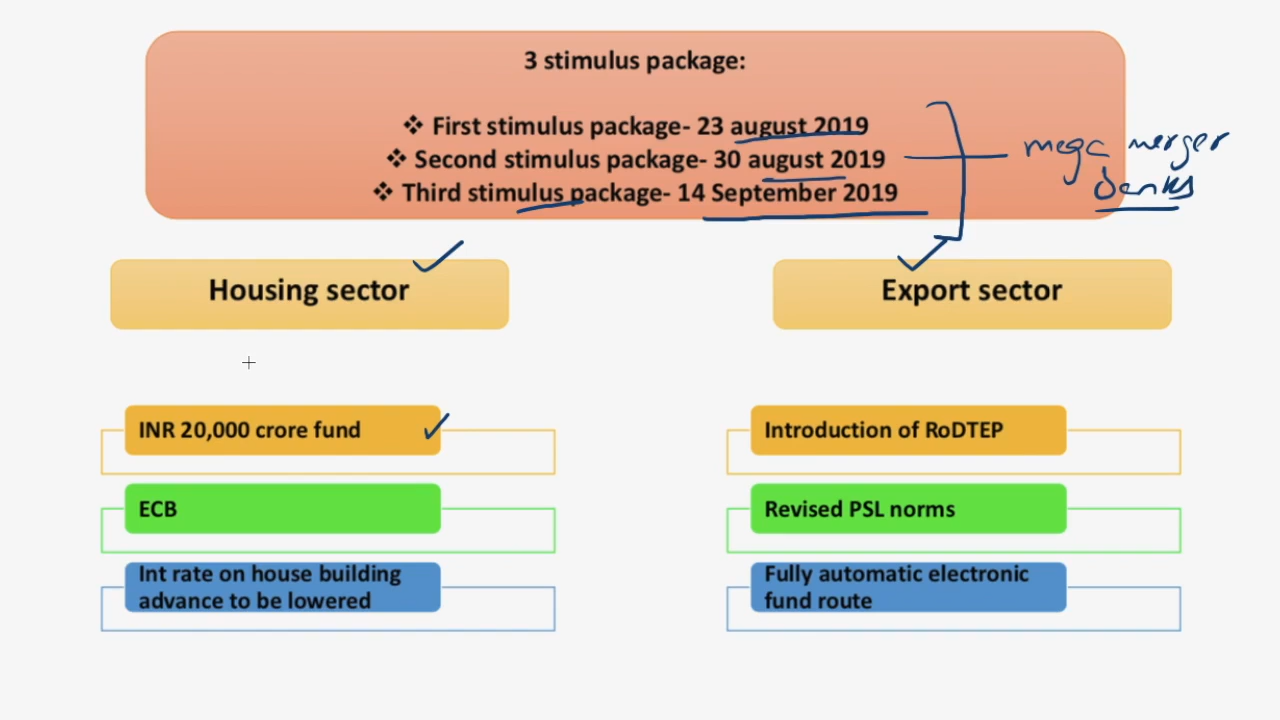 3 stimulus package:
❖ First stimulus package- 23 august 2019
❖ Second stimulus package- 30 august 2019
❖ Third stimulus package- 14 September 2019
mega merger
banks
Housing sector
Export sector
INR 20,000 crore fund
ECB
Int rate on house building
advance to be lowered
Introduction of RoDTEP
Revised PSL norms
Fully automatic electronic
fund route